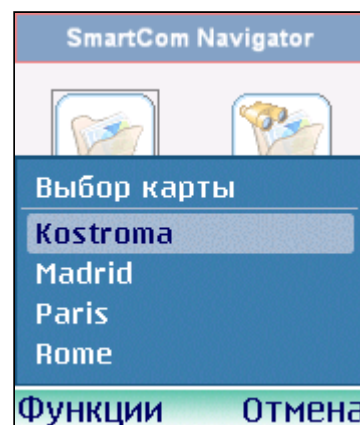 SmartCom Navigator
Выбор карты
Kostroma
Madrid
Paris
Rome
Функции Отмена